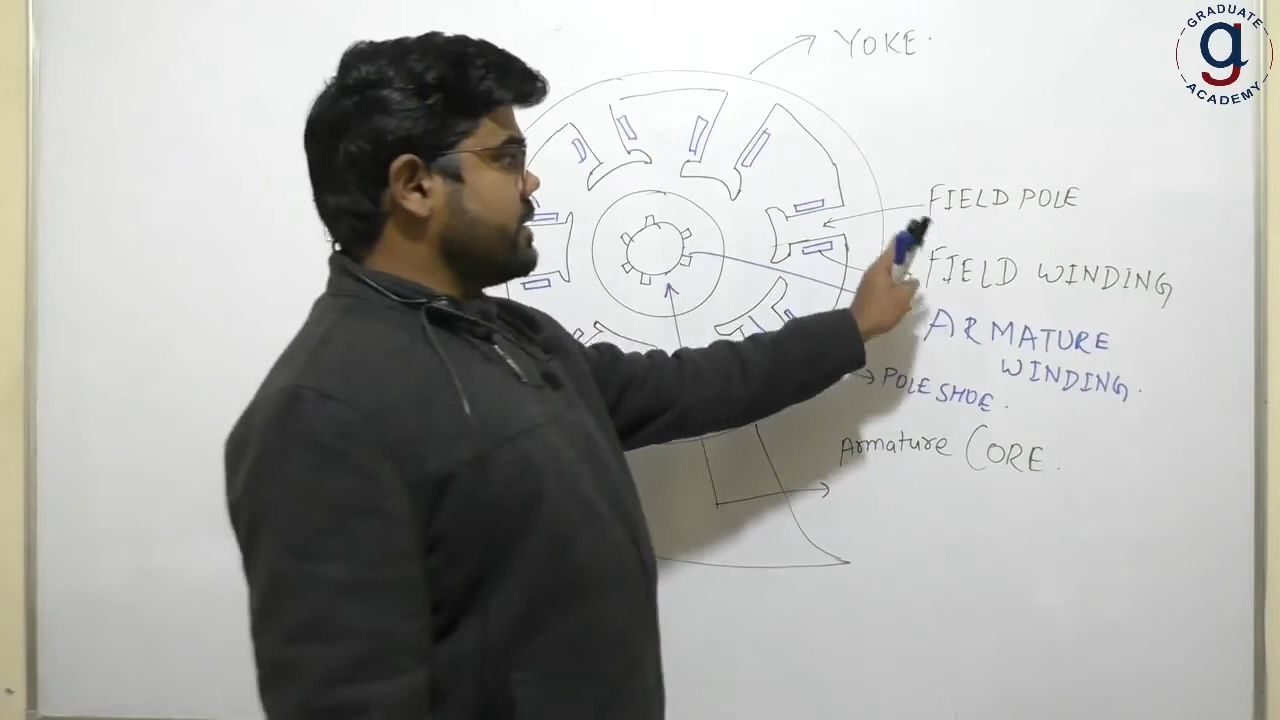 GRADUATE
g
ACADEMY
YOKE.
FIELD POLE
FIELD WINDING
ARMATURE
WINDING.
POLE SHOE.
Armature CORE.